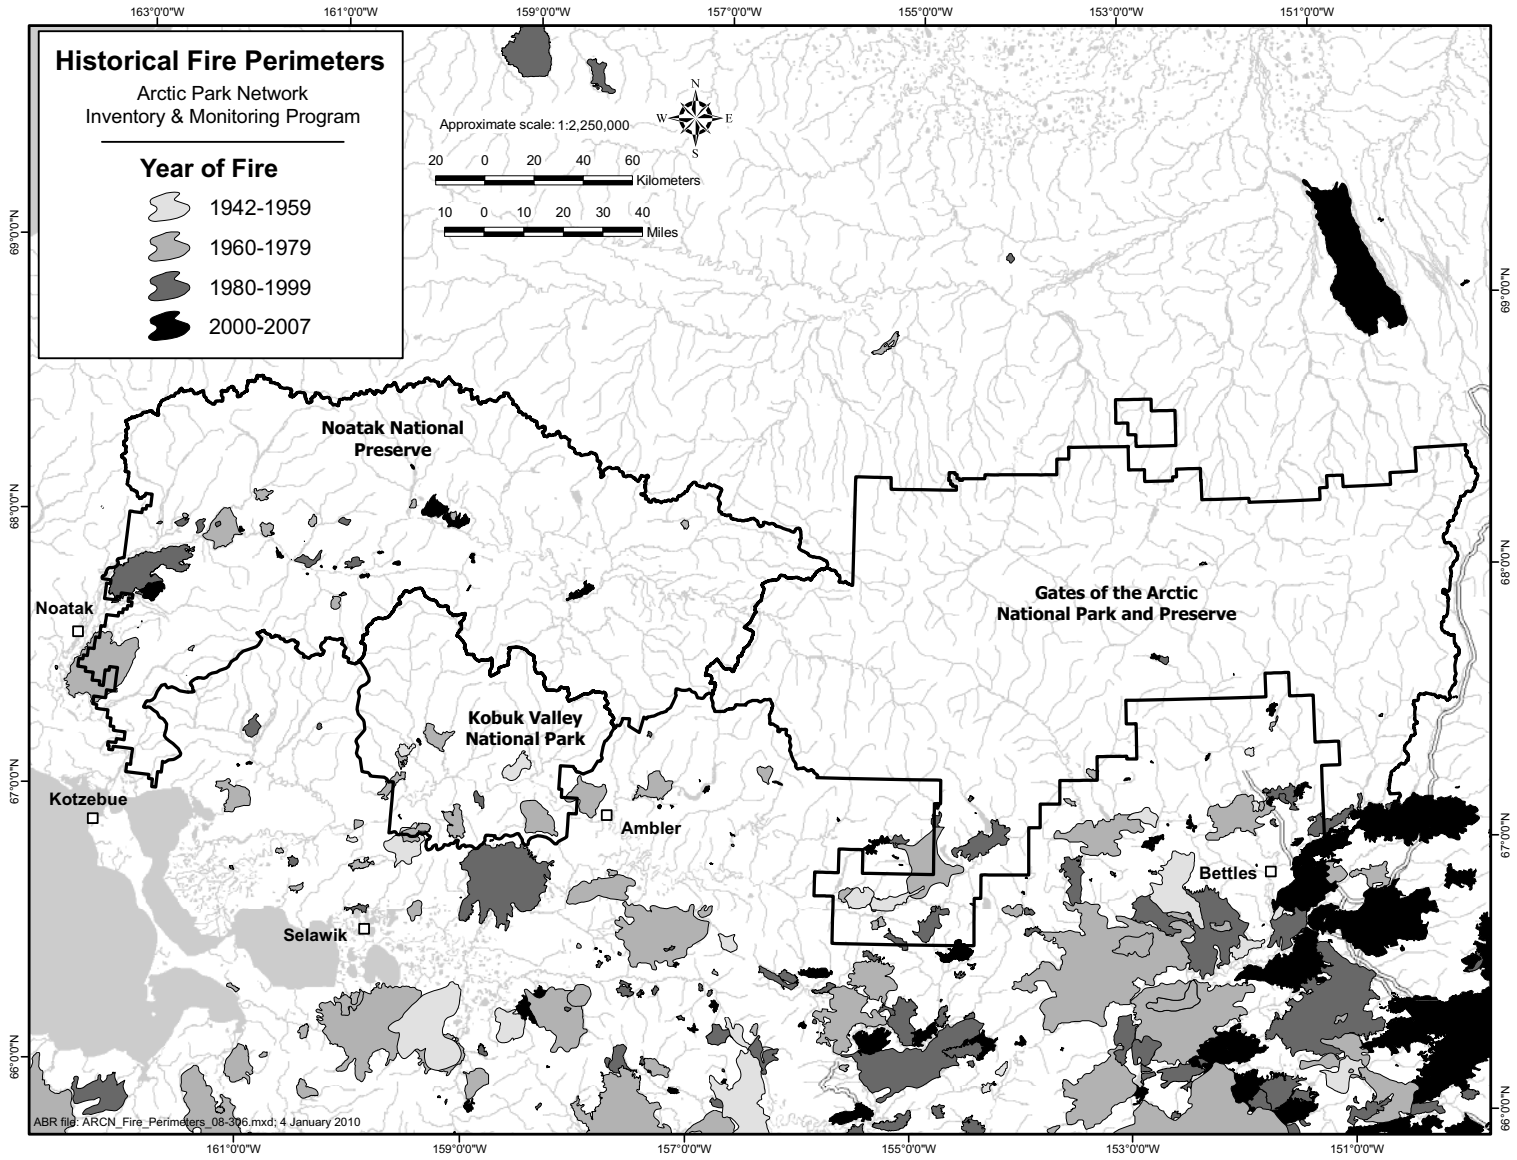 163°0'0"W 161°0'0"W 159°0'0"W 157°0'0"W 155°0'0"W 153°0'0"W 151°0'0"W
Historical Fire Perimeters
Arctic Park Network
Inventory & Monitoring Program
Year of Fire
1942-1959
1960-1979
1980-1999
2000-2007
N
W E
S
Approximate scale: 1:2,250,000
20 0 20 40 60
Kilometers
10 0 10 20 30 40
Miles
69°0'0"N
69°0'0"N
Noatak National
Preserve
68°0'0"N
68°0'0"N
Gates of the Arctic
National Park and Preserve
Noatak
Kobuk Valley
National Park
67°0'0"N
67°0'0"N
Kotzebue
Ambler
Bettles
Selawik
66°0'0"N
66°0'0"N
ABR file: ARCN_Fire_Perimeters_08-306.mxd; 4 January 2010
161°0'0"W 159°0'0"W 157°0'0"W 155°0'0"W 153°0'0"W 151°0'0"W